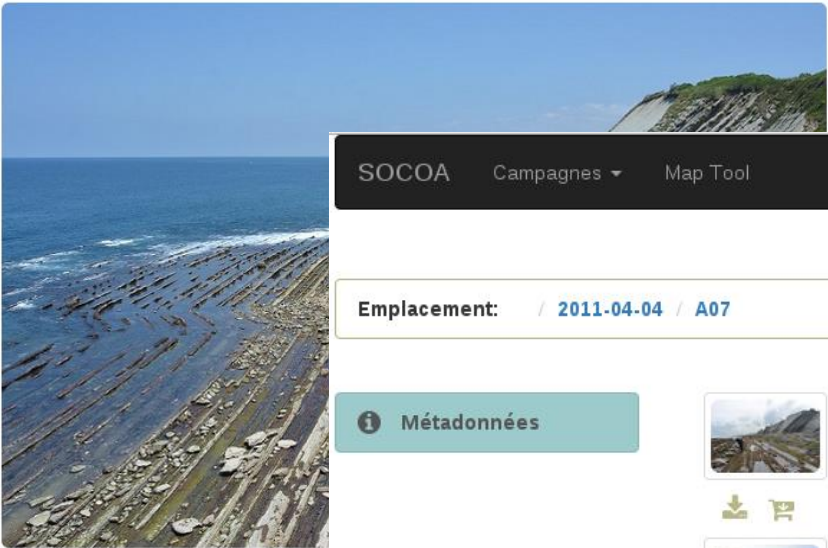 SOCOA Campagnes Map Tool
Emplacement: / 2011-04-04 / A07
Métadonnées